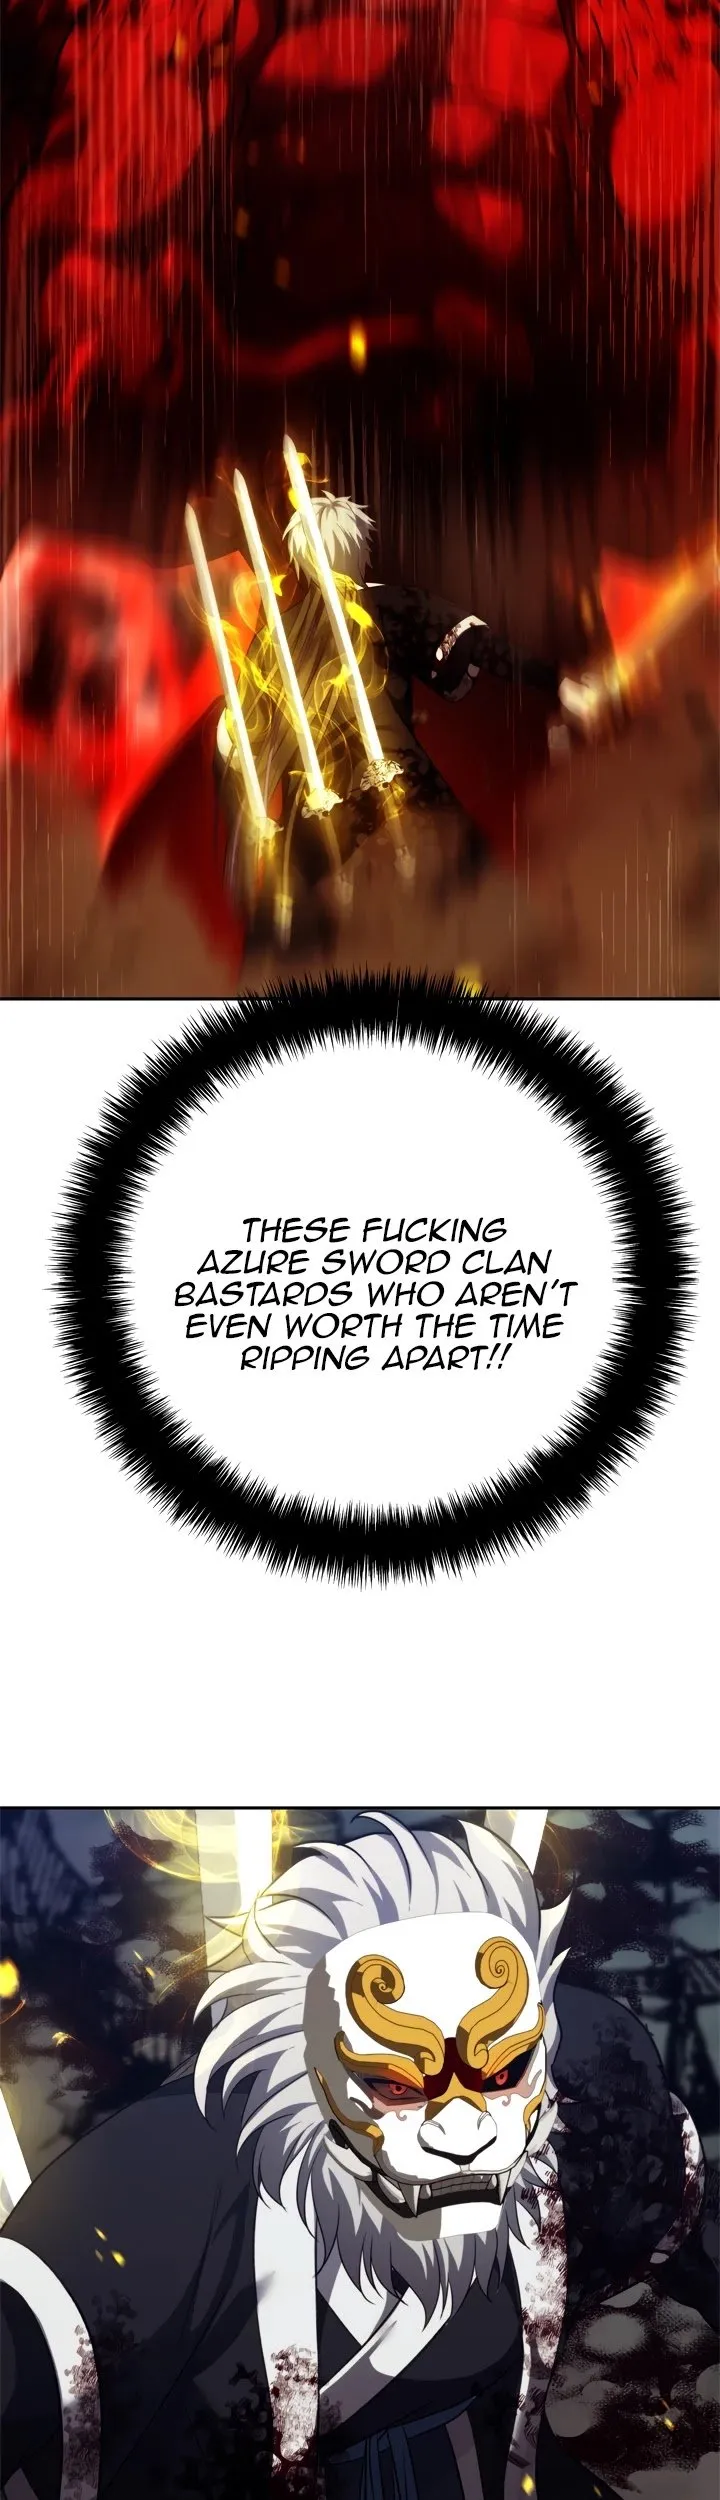 THESE FUCKING
AZURE SWORD CLAN
BASTARDS WHO AREN'T
EVEN WORTH THE TIME
RIPPING APART!!